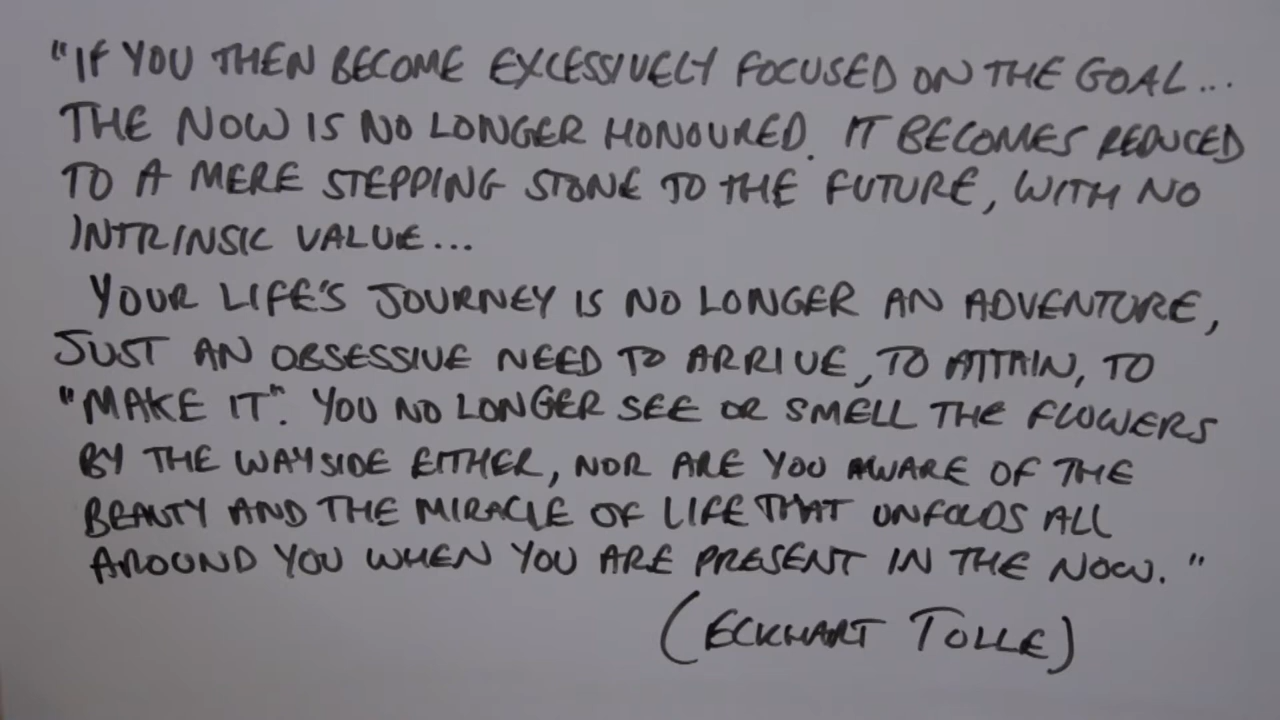 "IF YOU THEN BECOME EXCESSIVELY FOCUSED ON THE GOAL...
THE NOW IS NO LONGER HONOURED. IT BECOMES REDUCED
TO A MERE STEPPING STONE TO THE FUTURE, WITH NO
INTRINSIC VALUE...
YOUR LIFE'S JOURNEY IS NO LONGER AN ADVENTURE,
JUST AN OBSESSIVE NEED TO ARRIVE, TO ATTAIN, TO
"MAKE IT". YOU NO LONGER SEE OR SMELL THE FLOWERS
BY THE WAYSIDE EITHER, NOR ARE YOU AWARE OF THE
BEAUTY AND THE MIRACLE OF LIFE THAT UNFOLDS ALL
AROUND YOU WHEN YOU ARE PRESENT IN THE NOW."
(ECKHART TOLLE)